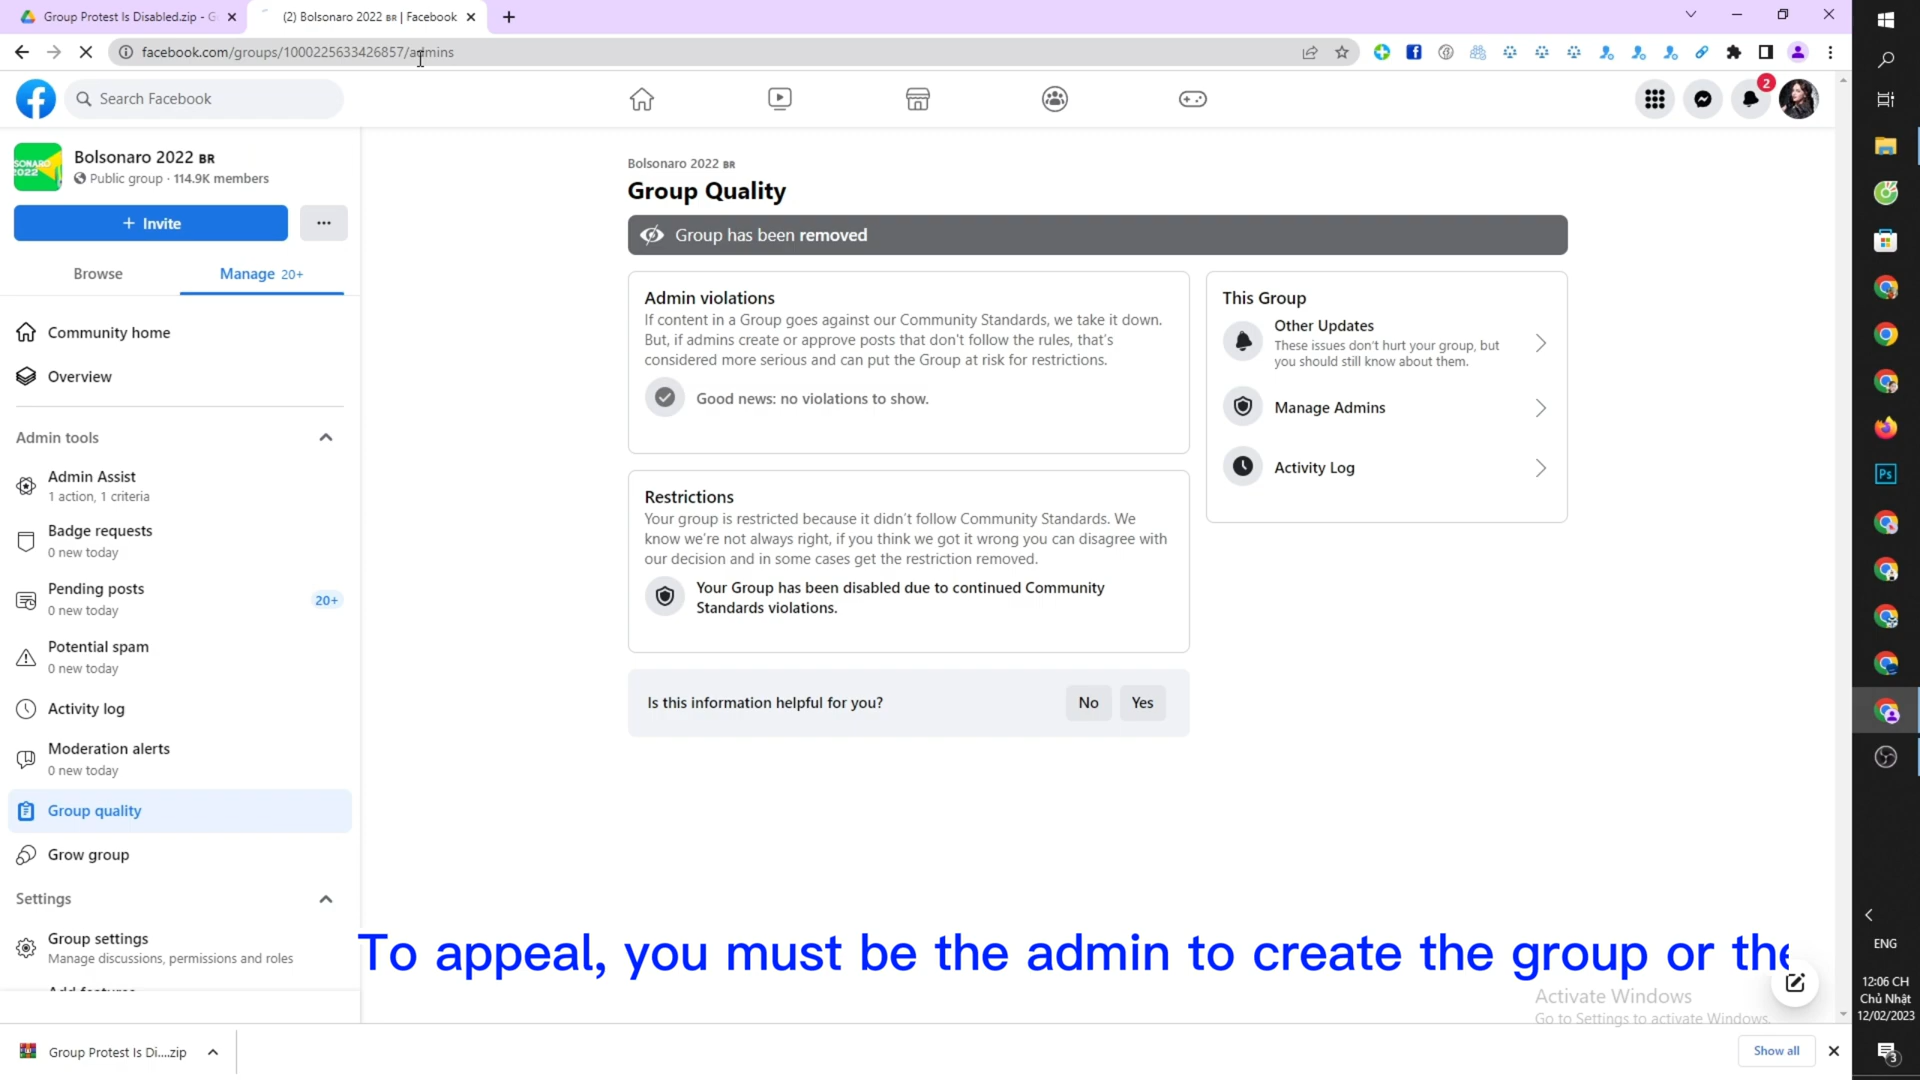 Group Protest Is Disabled.zip - G
(2) Bolsonaro 2022 🇧🇷 | Facebook
facebook.com/groups/1000225633426857/admins
Search Facebook
2
Bolsonaro 2022 🇧🇷
Public group · 114.9K members
+ Invite
Browse
Manage 20+
Community home
Overview
Admin tools
Admin Assist
1 action, 1 criteria
Badge requests
0 new today
Pending posts
0 new today
20+
Potential spam
0 new today
Activity log
Moderation alerts
0 new today
Group quality
Grow group
Settings
Group settings
Manage discussions, permissions and roles
Bolsonaro 2022 🇧🇷
Group Quality
Group has been removed
Admin violations
If content in a Group goes against our Community Standards, we take it down.
But, if admins create or approve posts that don't follow the rules, that's
considered more serious and can put the Group at risk for restrictions.
Good news: no violations to show.
Restrictions
Your group is restricted because it didn't follow Community Standards. We
know we're not always right, if you think we got it wrong you can disagree with
our decision and in some cases get the restriction removed.
Your Group has been disabled due to continued Community
Standards violations.
Is this information helpful for you?
No
Yes
This Group
Other Updates
These issues don't hurt your group, but
you should still know about them.
Manage Admins
Activity Log
To appeal, you must be the admin to create the group or the
Activate Windows
Go to Settings to activate Windows.
Group Protest Is Di....zip
Show all
Ps
ENG
12:06 CH
Chủ Nhật
12/02/2023
3